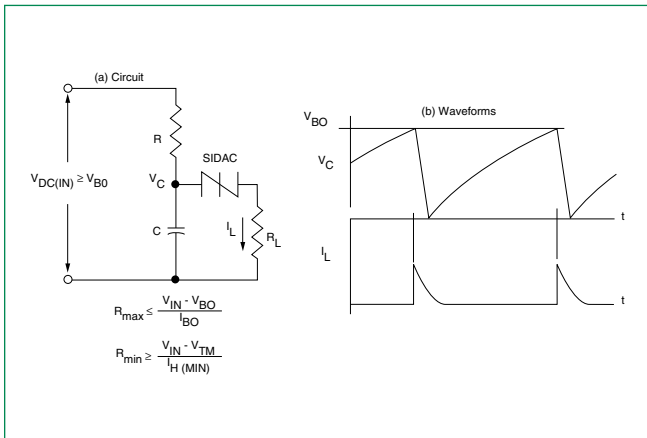 (a) Circuit
R
SIDAC
V_DC(IN) ≥ V_B0
V_C
C
I_L
R_L
R_max ≤ (V_IN - V_BO) / I_BO
R_min ≥ (V_IN - V_TM) / I_H (MIN)
(b) Waveforms
V_BO
V_C
t
I_L
t